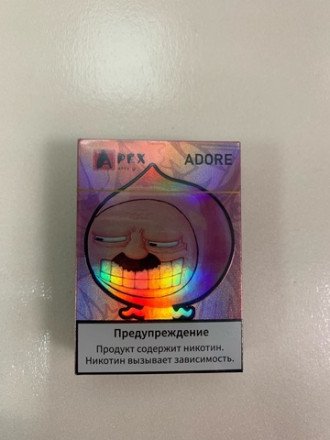 APEX ADORE
Предупреждение
Продукт содержит никотин.
Никотин вызывает зависимость.